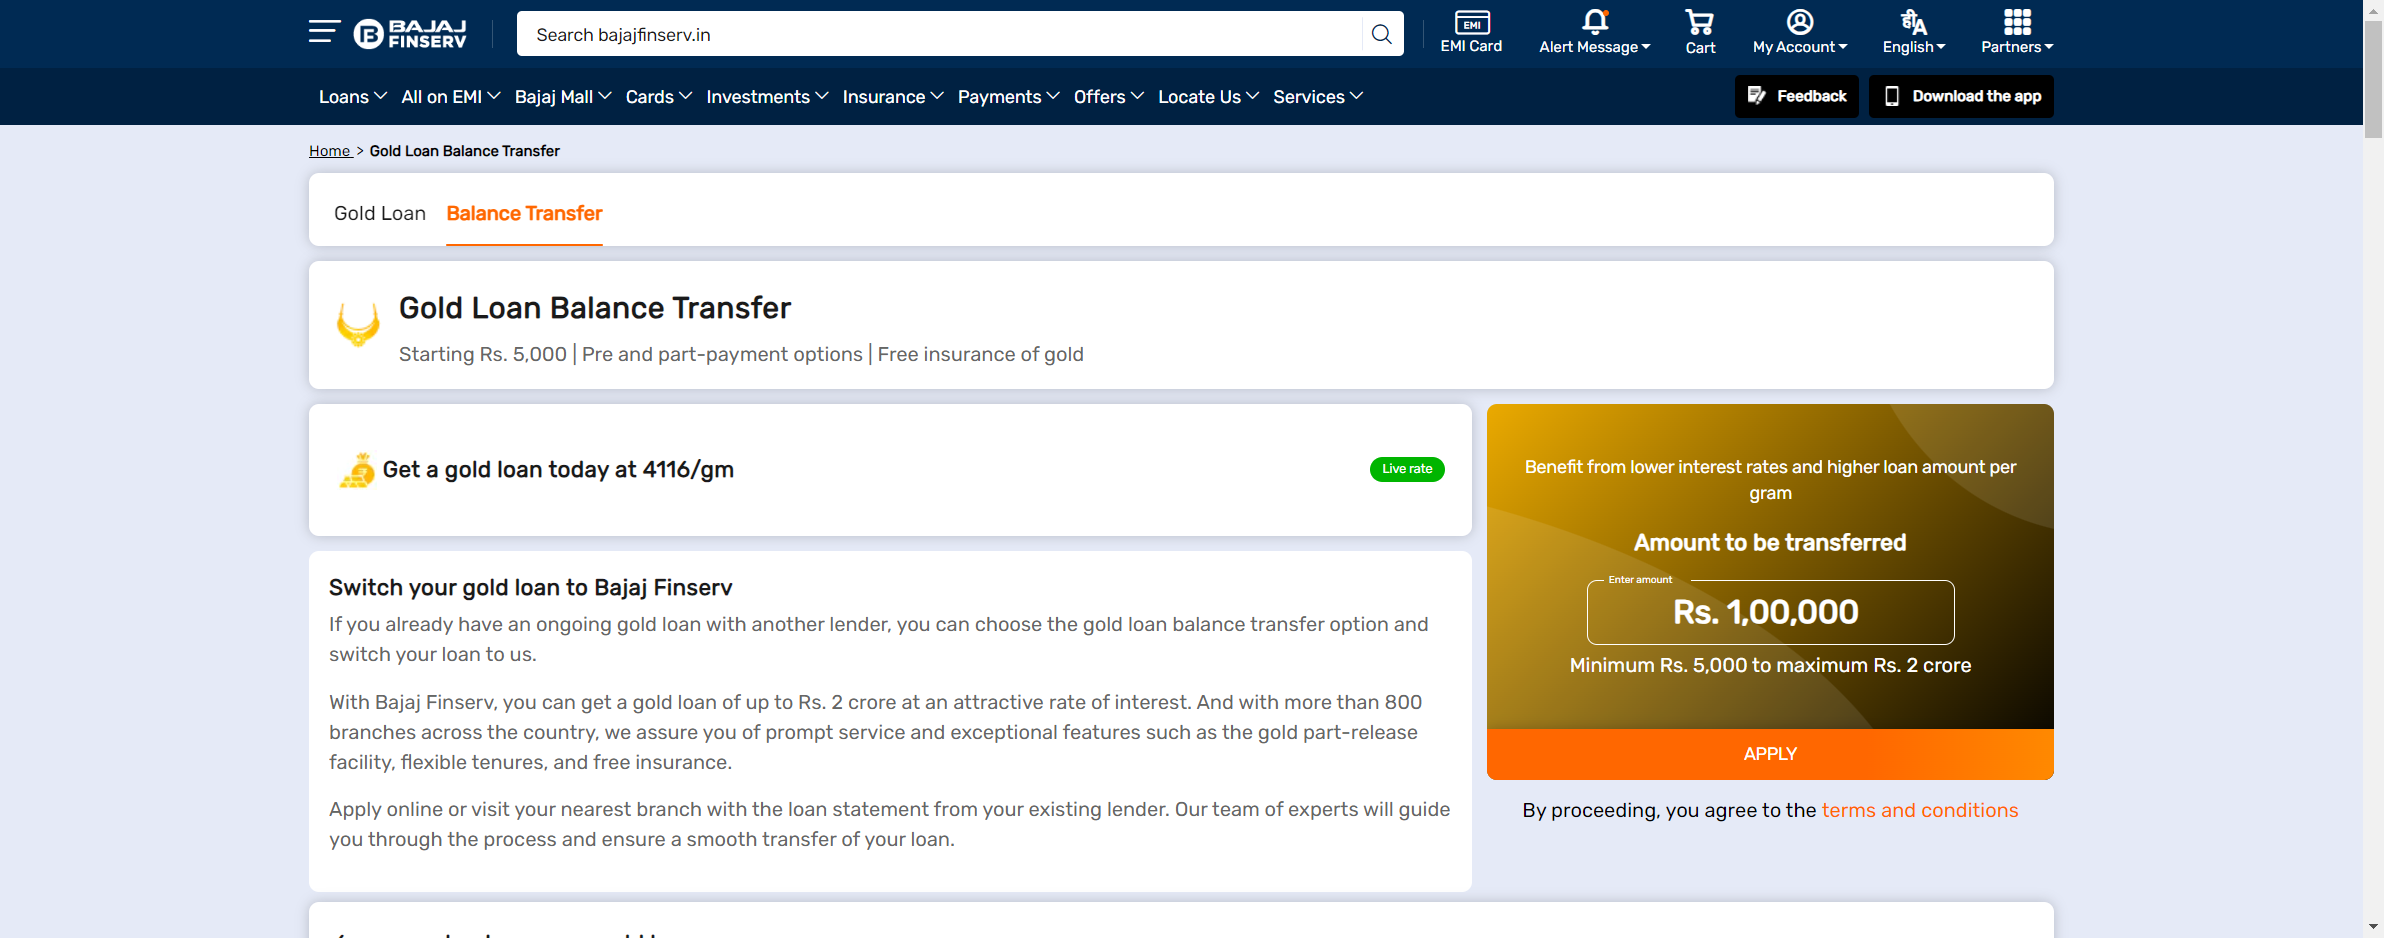 BAJAJ
FINSERV
Search bajajfinserv.in
EMI
EMI Card
Alert Message
Cart
My Account
हीA
English
Partners
Loans All on EMI Bajaj Mall Cards Investments Insurance Payments Offers Locate Us Services
Feedback
Download the app
Home > Gold Loan Balance Transfer
Gold Loan Balance Transfer
Gold Loan Balance Transfer
Starting Rs. 5,000 | Pre and part-payment options | Free insurance of gold
Get a gold loan today at 4116/gm
Live rate
Switch your gold loan to Bajaj Finserv
If you already have an ongoing gold loan with another lender, you can choose the gold loan balance transfer option and
switch your loan to us.
With Bajaj Finserv, you can get a gold loan of up to Rs. 2 crore at an attractive rate of interest. And with more than 800
branches across the country, we assure you of prompt service and exceptional features such as the gold part-release
facility, flexible tenures, and free insurance.
Apply online or visit your nearest branch with the loan statement from your existing lender. Our team of experts will guide
you through the process and ensure a smooth transfer of your loan.
Benefit from lower interest rates and higher loan amount per
gram
Amount to be transferred
Enter amount
Rs. 1,00,000
Minimum Rs. 5,000 to maximum Rs. 2 crore
APPLY
By proceeding, you agree to the terms and conditions